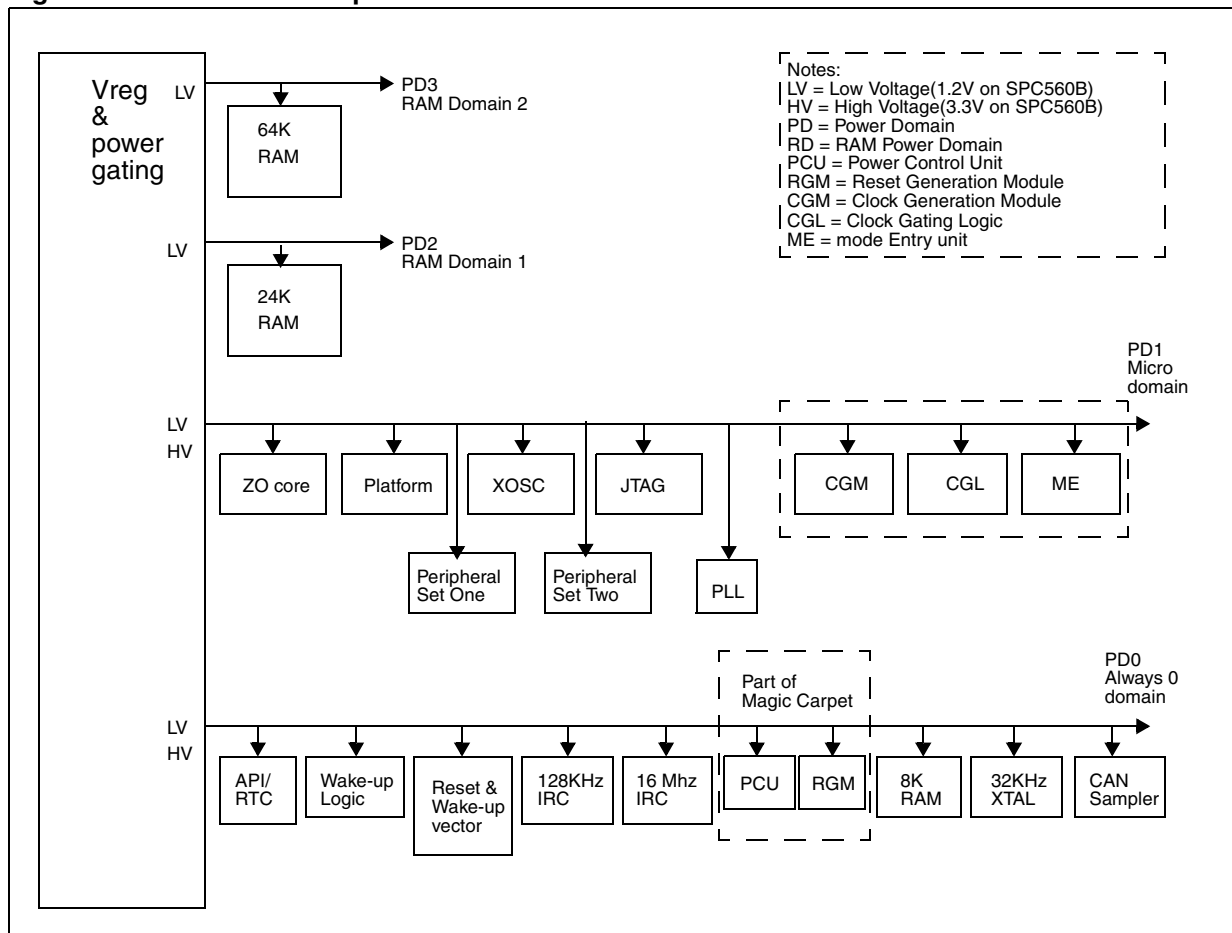 Vreg
&
power
gating
LV
PD3
RAM Domain 2
64K
RAM
Notes:
LV = Low Voltage(1.2V on SPC560B)
HV = High Voltage(3.3V on SPC560B)
PD = Power Domain
RD = RAM Power Domain
PCU = Power Control Unit
RGM = Reset Generation Module
CGM = Clock Generation Module
CGL = Clock Gating Logic
ME = mode Entry unit
LV
PD2
RAM Domain 1
24K
RAM
PD1
Micro
domain
LV
HV
ZO core
Platform
XOSC
JTAG
CGM
CGL
ME
Peripheral
Set One
Peripheral
Set Two
PLL
PD0
Always 0
domain
Part of
Magic Carpet
LV
HV
API/
RTC
Wake-up
Logic
Reset &
Wake-up
vector
128KHz
IRC
16 Mhz
IRC
PCU
RGM
8K
RAM
32KHz
XTAL
CAN
Sampler